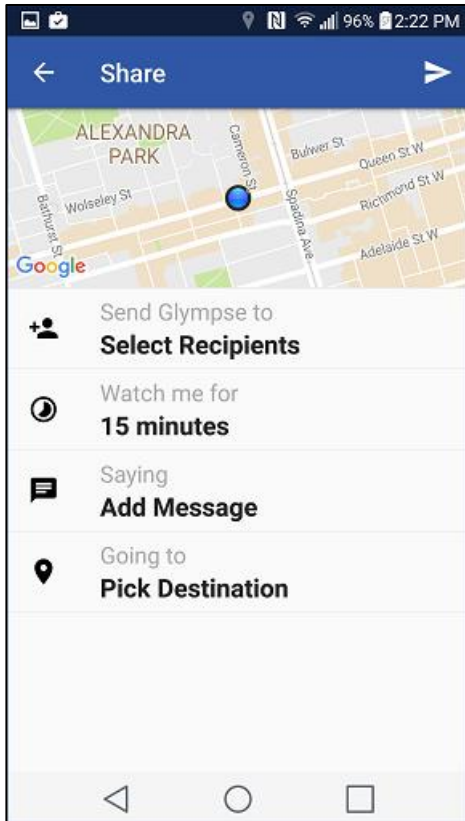 96% 2:22 PM
Share
ALEXANDRA
PARK
Cameron St
Bulwer St
Queen St W
Bathurst St
Wolseley St
Spadina Ave
Richmond St W
Adelaide St W
Google
Send Glympse to
Select Recipients
Watch me for
15 minutes
Saying
Add Message
Going to
Pick Destination